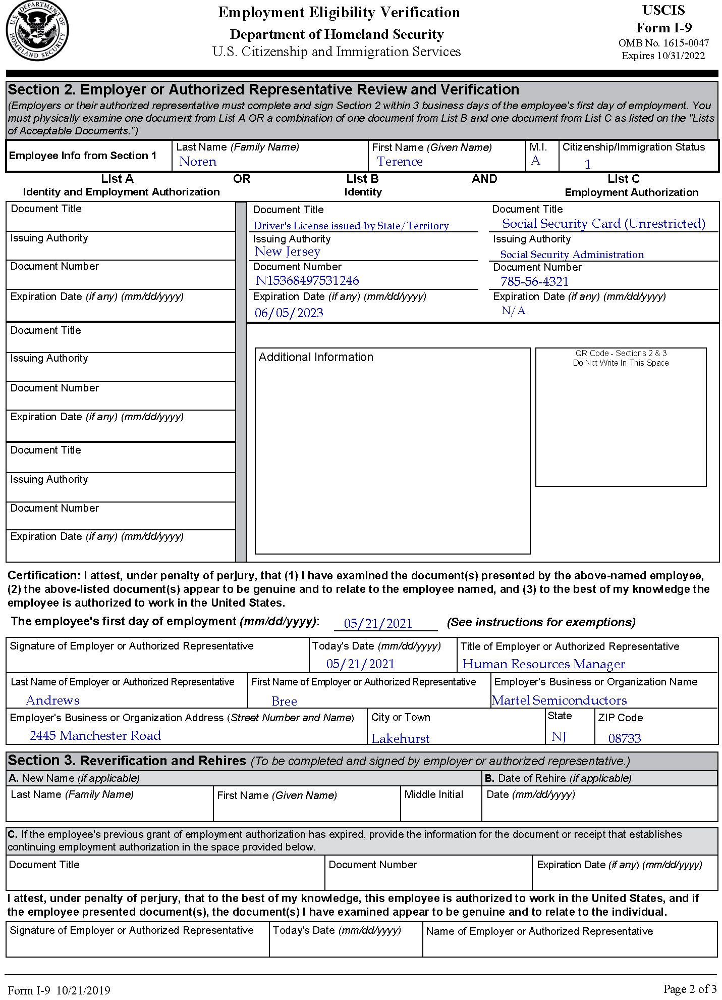 U.S. DEPARTMENT OF HOMELAND SECURITY
Employment Eligibility Verification
Department of Homeland Security
U.S. Citizenship and Immigration Services
USCIS
Form I-9
OMB No. 1615-0047
Expires 10/31/2022
Section 2. Employer or Authorized Representative Review and Verification
(Employers or their authorized representative must complete and sign Section 2 within 3 business days of the employee's first day of employment. You
must physically examine one document from List A OR a combination of one document from List B and one document from List C as listed on the "Lists
of Acceptable Documents.")
Employee Info from Section 1
Last Name (Family Name)
Noren
First Name (Given Name)
Terence
M.I.
A
Citizenship/Immigration Status
1
List A
Identity and Employment Authorization
OR
List B
Identity
AND
List C
Employment Authorization
Document Title
Issuing Authority
Document Number
Expiration Date (if any) (mm/dd/yyyy)
Document Title
Issuing Authority
Document Number
Expiration Date (if any) (mm/dd/yyyy)
Document Title
Issuing Authority
Document Number
Expiration Date (if any) (mm/dd/yyyy)
Document Title
Driver's License issued by State/Territory
Issuing Authority
New Jersey
Document Number
N15368497531246
Expiration Date (if any) (mm/dd/yyyy)
06/05/2023
Document Title
Social Security Card (Unrestricted)
Issuing Authority
Social Security Administration
Document Number
785-56-4321
Expiration Date (if any) (mm/dd/yyyy)
N/A
Additional Information
QR Code - Sections 2 & 3
Do Not Write In This Space
Certification: I attest, under penalty of perjury, that (1) I have examined the document(s) presented by the above-named employee,
(2) the above-listed document(s) appear to be genuine and to relate to the employee named, and (3) to the best of my knowledge the
employee is authorized to work in the United States.
The employee's first day of employment (mm/dd/yyyy): 05/21/2021 (See instructions for exemptions)
Signature of Employer or Authorized Representative
Today's Date (mm/dd/yyyy)
05/21/2021
Title of Employer or Authorized Representative
Human Resources Manager
Last Name of Employer or Authorized Representative
Andrews
First Name of Employer or Authorized Representative
Bree
Employer's Business or Organization Name
Martel Semiconductors
Employer's Business or Organization Address (Street Number and Name)
2445 Manchester Road
City or Town
Lakehurst
State
NJ
ZIP Code
08733
Section 3. Reverification and Rehires (To be completed and signed by employer or authorized representative.)
A. New Name (if applicable)
B. Date of Rehire (if applicable)
Last Name (Family Name)
First Name (Given Name)
Middle Initial
Date (mm/dd/yyyy)
C. If the employee's previous grant of employment authorization has expired, provide the information for the document or receipt that establishes
continuing employment authorization in the space provided below.
Document Title
Document Number
Expiration Date (if any) (mm/dd/yyyy)
I attest, under penalty of perjury, that to the best of my knowledge, this employee is authorized to work in the United States, and if
the employee presented document(s), the document(s) I have examined appear to be genuine and to relate to the individual.
Signature of Employer or Authorized Representative
Today's Date (mm/dd/yyyy)
Name of Employer or Authorized Representative
Form I-9 10/21/2019
Page 2 of 3